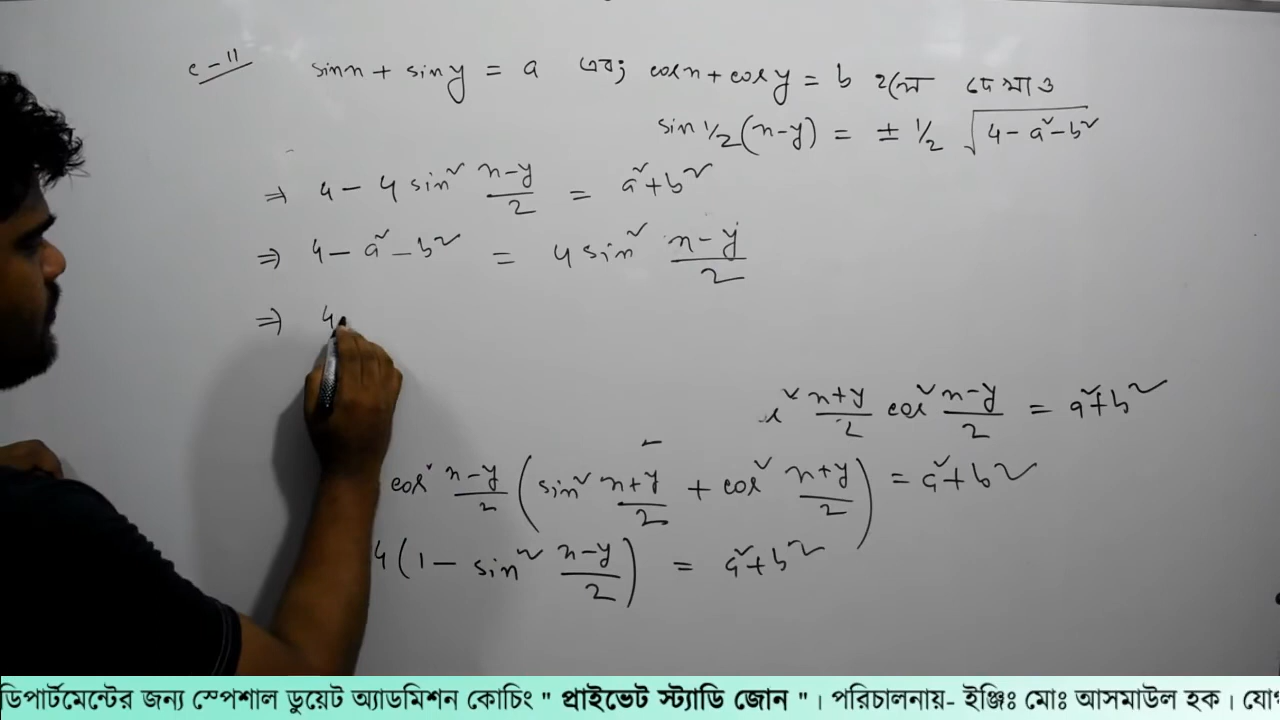 e-11 sinx + siny = a এবং cosx + cosy = b হলে দেখাও
sin 1/2 (x-y) = ± 1/2 √(4 - a² - b²)
⇒ 4 - 4 sin² (x-y)/2 = a² + b²
⇒ 4 - a² - b² = 4 sin² (x-y)/2
⇒ 4
² (x+y)/2 cos² (x-y)/2 = a² + b²
cos² (x-y)/2 (sin² (x+y)/2 + cos² (x+y)/2) = a² + b²
4 (1 - sin² (x-y)/2) = a² + b²
ডিপার্টমেন্টের জন্য স্পেশাল ডুয়েট অ্যাডমিশন কোচিং " প্রাইভেট স্ট্যাডি জোন " । পরিচালনায়- ইঞ্জিঃ মোঃ আসমাউল হক । যো